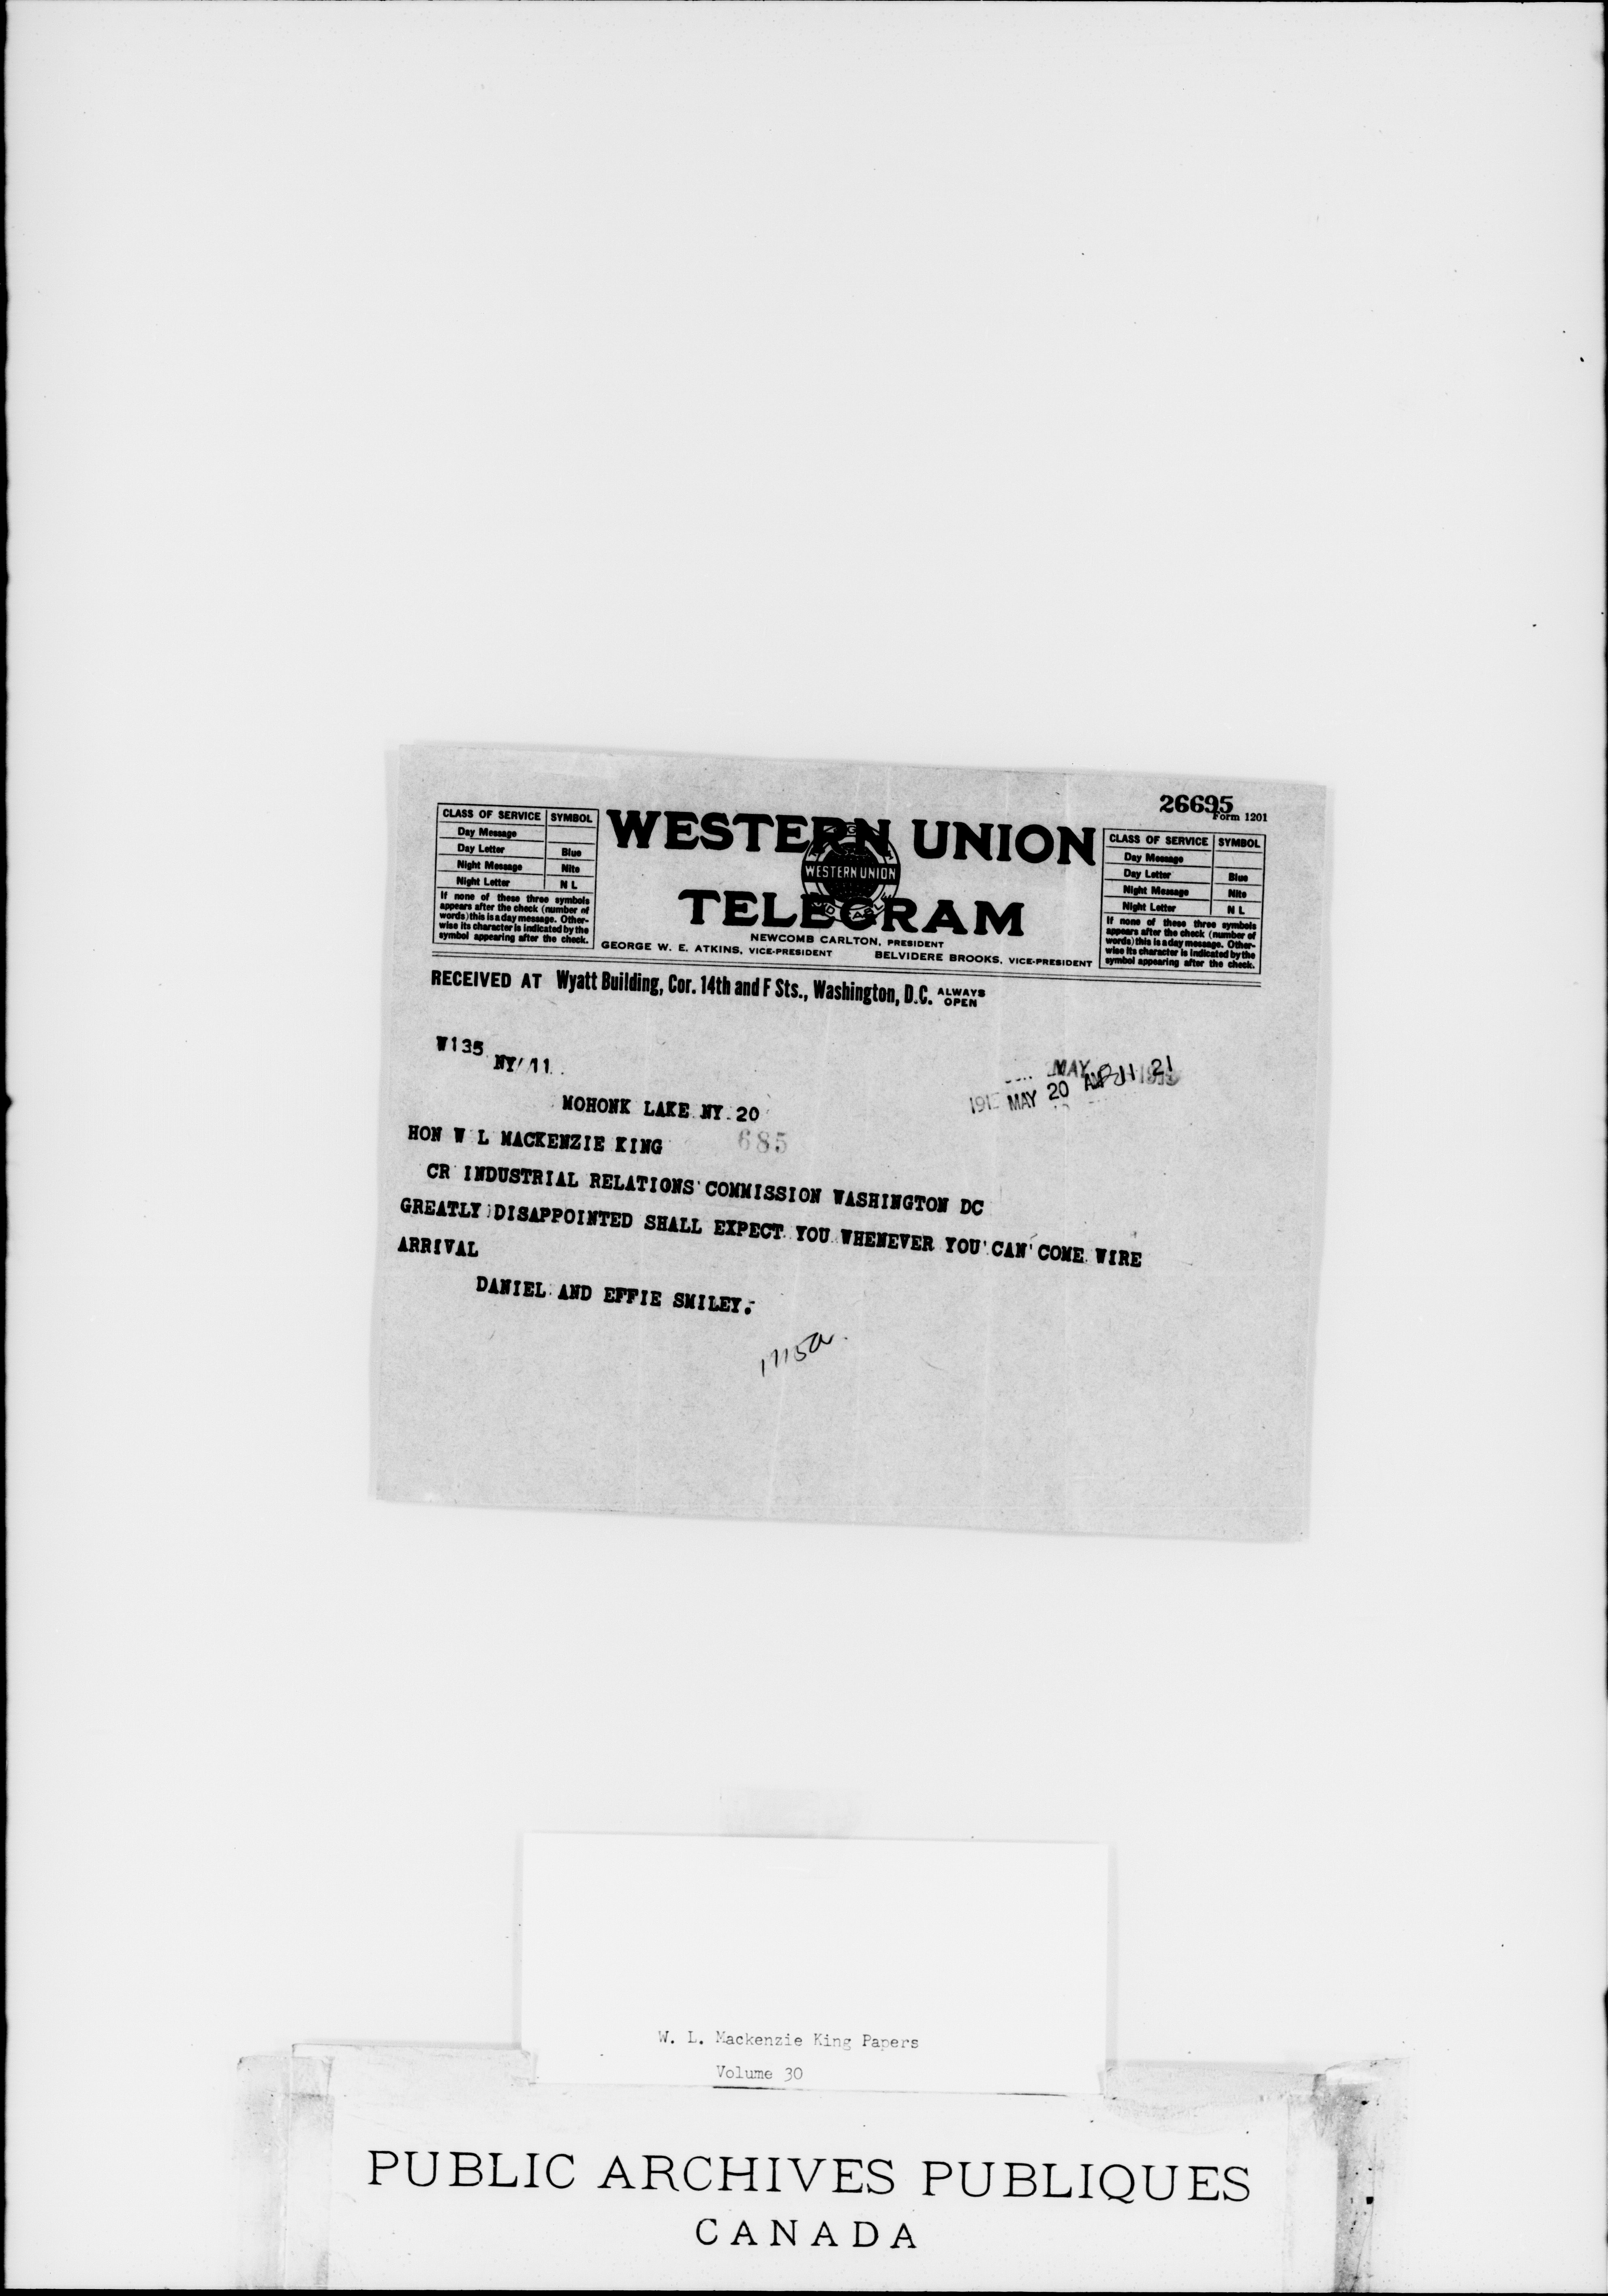 26695
Form 1201
CLASS OF SERVICE SYMBOL
Day Message
Day Letter Blue
Night Message Nite
Night Letter N L
If none of these three symbols
appears after the check (number of
words) this is a day message. Other-
wise its character is indicated by the
symbol appearing after the check.
WESTERN UNION
WESTERN UNION
TELEGRAM
NEWCOMB CARLTON, PRESIDENT
GEORGE W. E. ATKINS, VICE-PRESIDENT BELVIDERE BROOKS, VICE-PRESIDENT
CLASS OF SERVICE SYMBOL
Day Message
Day Letter Blue
Night Message Nite
Night Letter N L
If none of these three symbols
appears after the check (number of
words) this is a day message. Other-
wise its character is indicated by the
symbol appearing after the check.
RECEIVED AT Wyatt Building, Cor. 14th and F Sts., Washington, D.C. ALWAYS OPEN
W135 NY 11
MAY
MAY 20 11 21
MOHONK LAKE NY 20
HON W L MACKENZIE KING 685
CR INDUSTRIAL RELATIONS COMMISSION WASHINGTON DC
GREATLY DISAPPOINTED SHALL EXPECT YOU WHENEVER YOU CAN COME WIRE
ARRIVAL
DANIEL AND EFFIE SMILEY.-
1115a
W. L. Mackenzie King Papers
Volume 30
PUBLIC ARCHIVES PUBLIQUES
CANADA